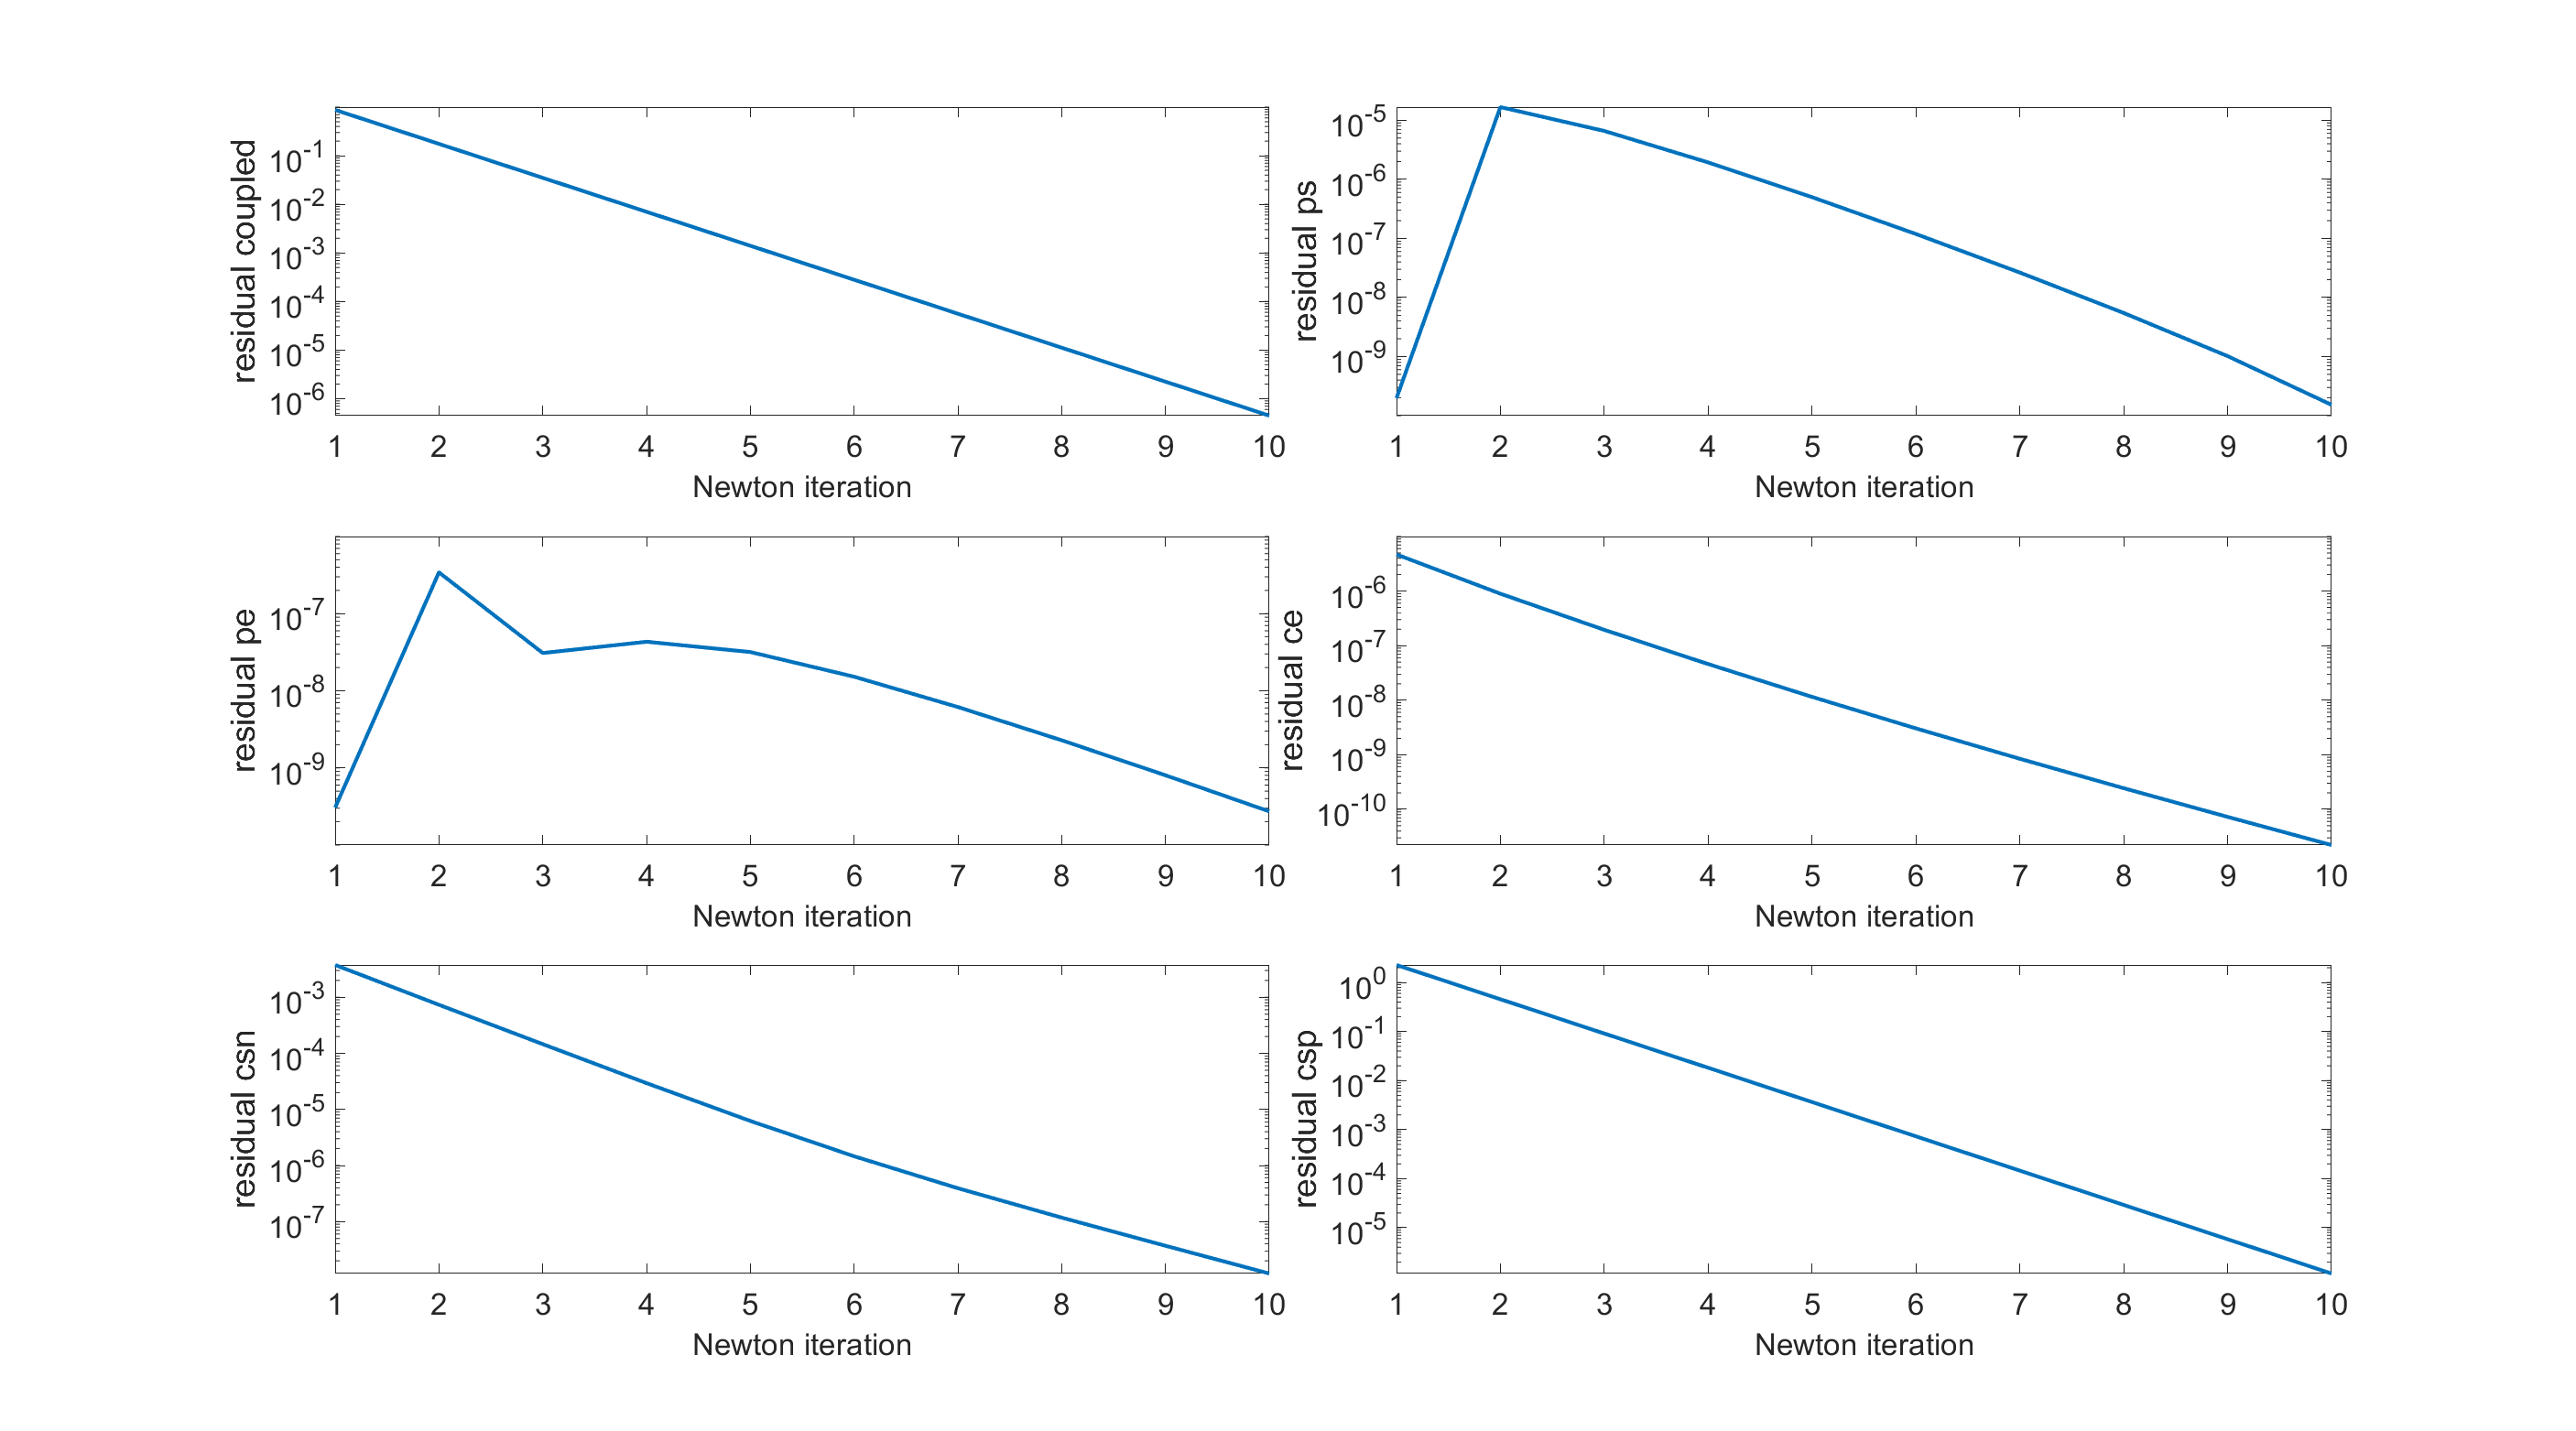 residual coupled
10^-1
10^-2
10^-3
10^-4
10^-5
10^-6
1 2 3 4 5 6 7 8 9 10
Newton iteration
residual ps
10^-5
10^-6
10^-7
10^-8
10^-9
1 2 3 4 5 6 7 8 9 10
Newton iteration
residual pe
10^-7
10^-8
10^-9
1 2 3 4 5 6 7 8 9 10
Newton iteration
residual ce
10^-6
10^-7
10^-8
10^-9
10^-10
1 2 3 4 5 6 7 8 9 10
Newton iteration
residual csn
10^-3
10^-4
10^-5
10^-6
10^-7
1 2 3 4 5 6 7 8 9 10
Newton iteration
residual csp
10^0
10^-1
10^-2
10^-3
10^-4
10^-5
1 2 3 4 5 6 7 8 9 10
Newton iteration